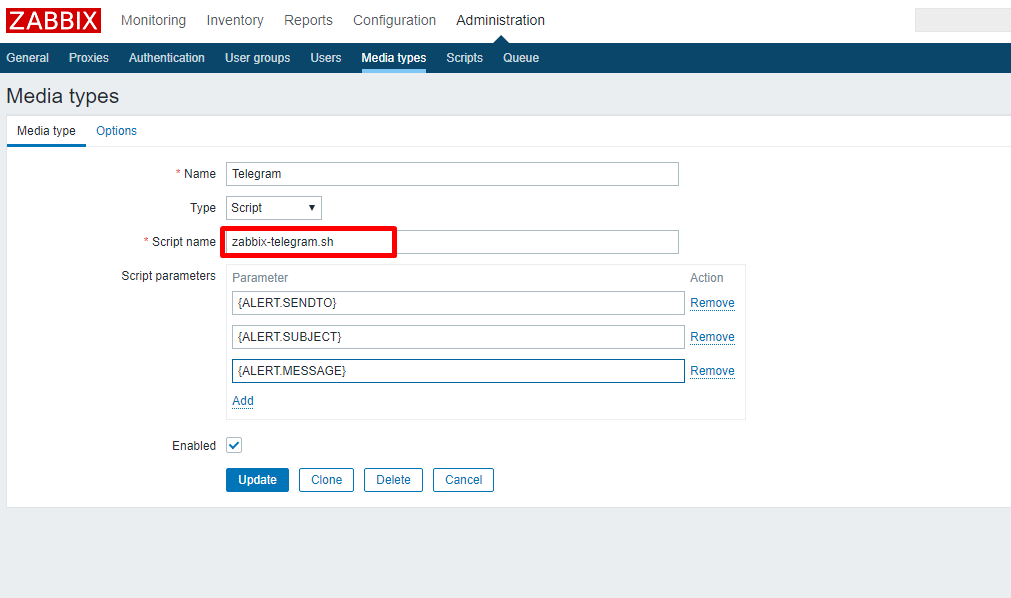 ZABBIX Monitoring Inventory Reports Configuration Administration
General Proxies Authentication User groups Users Media types Scripts Queue
Media types
Media type Options
* Name Telegram
Type Script
* Script name zabbix-telegram.sh
Script parameters Parameter Action
{ALERT.SENDTO} Remove
{ALERT.SUBJECT} Remove
{ALERT.MESSAGE} Remove
Add
Enabled
Update Clone Delete Cancel